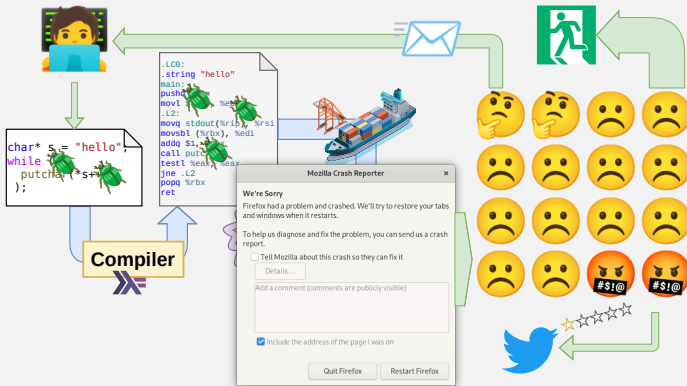 .LC0:
.string "hello"
main:
pushq
movl
.L2:
movq stdout(%rip), %rsi
movsbl (%rbx), %edi
addq $1,
call putc
testl %eax, %eax
jne .L2
popq %rbx
ret
char* s = "hello";
while (
putchar(*s++)
);
Compiler
Mozilla Crash Reporter
×
We're Sorry
Firefox had a problem and crashed. We'll try to restore your tabs
and windows when it restarts.
To help us diagnose and fix the problem, you can send us a crash
report.
Tell Mozilla about this crash so they can fix it
Details...
Add a comment (comments are publicly visible)
Include the address of the page I was on
Quit Firefox
Restart Firefox
#$!@
#$!@